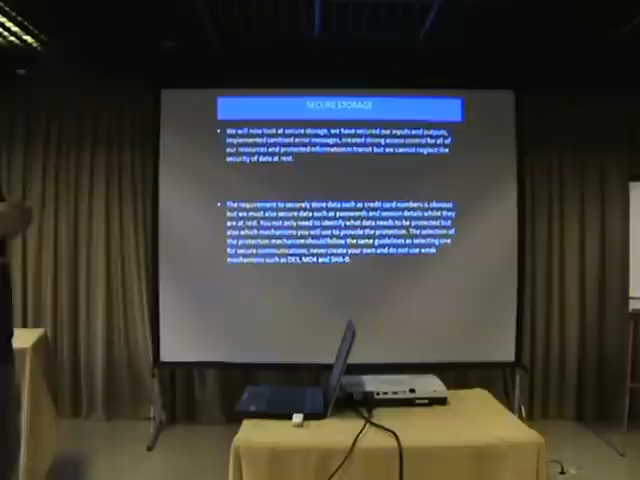 SECURE STORAGE
• We will now look at secure storage, we have secured our inputs and outputs,
implemented sanitised error messages, created strong access control for all of
our resources and protected information in transit but we cannot neglect the
security of data at rest.
• The requirement to securely store data such as credit card numbers is obvious
but we must also secure data such as passwords and session details whilst they
are at rest. You not only need to identify what data needs to be protected but
also which mechanisms you will use to provide the protection. The selection of
the protection mechanism should follow the same guidelines as selecting one
for secure communications; never create your own and do not use weak
mechanisms such as DES, MD4 and SHA-0.